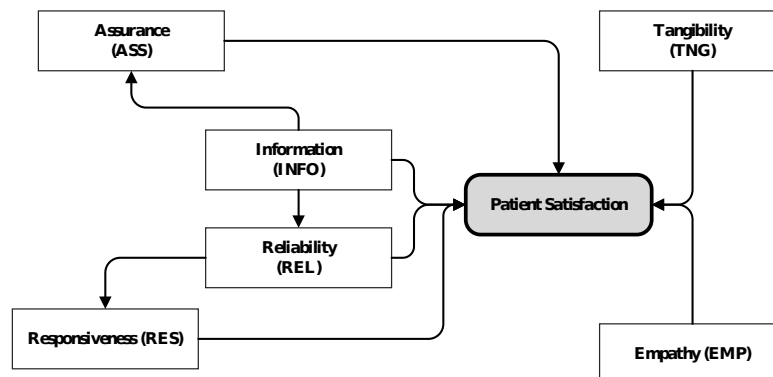 Assurance
(ASS)
Tangibility
(TNG)
Information
(INFO)
Patient Satisfaction
Reliability
(REL)
Responsiveness (RES)
Empathy (EMP)